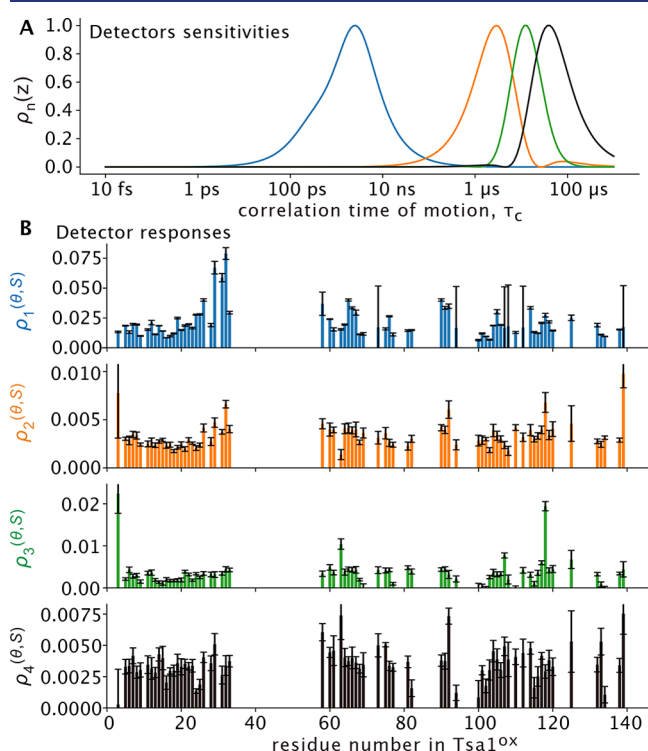 A
Detectors sensitivities
ρn(z)
1.0
0.8
0.6
0.4
0.2
0.0
10 fs 1 ps 100 ps 10 ns 1 µs 100 µs
correlation time of motion, τc
B
Detector responses
ρ1(θ,S)
0.075
0.050
0.025
0.000
ρ2(θ,S)
0.010
0.005
0.000
ρ3(θ,S)
0.02
0.01
0.00
ρ4(θ,S)
0.0075
0.0050
0.0025
0.0000
0 20 40 60 80 100 120 140
residue number in Tsa1ox